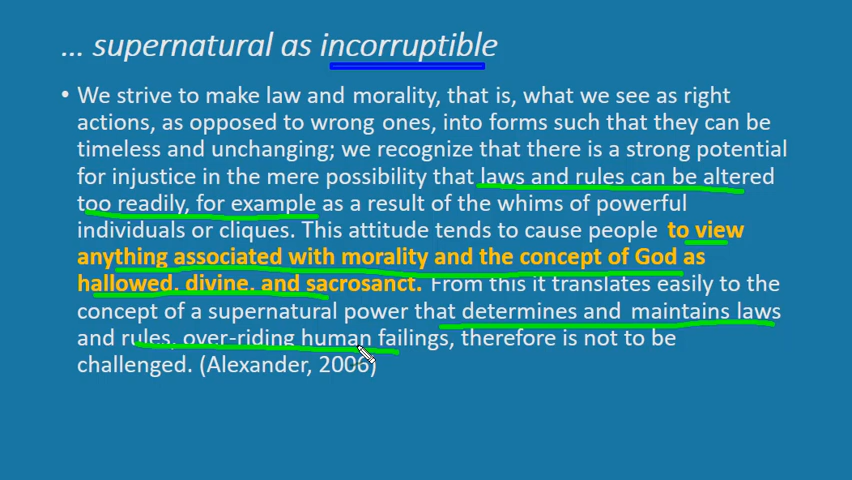 ... supernatural as incorruptible
• We strive to make law and morality, that is, what we see as right
actions, as opposed to wrong ones, into forms such that they can be
timeless and unchanging; we recognize that there is a strong potential
for injustice in the mere possibility that laws and rules can be altered
too readily, for example as a result of the whims of powerful
individuals or cliques. This attitude tends to cause people to view
anything associated with morality and the concept of God as
hallowed, divine, and sacrosanct. From this it translates easily to the
concept of a supernatural power that determines and maintains laws
and rules, over-riding human failings, therefore is not to be
challenged. (Alexander, 2006)